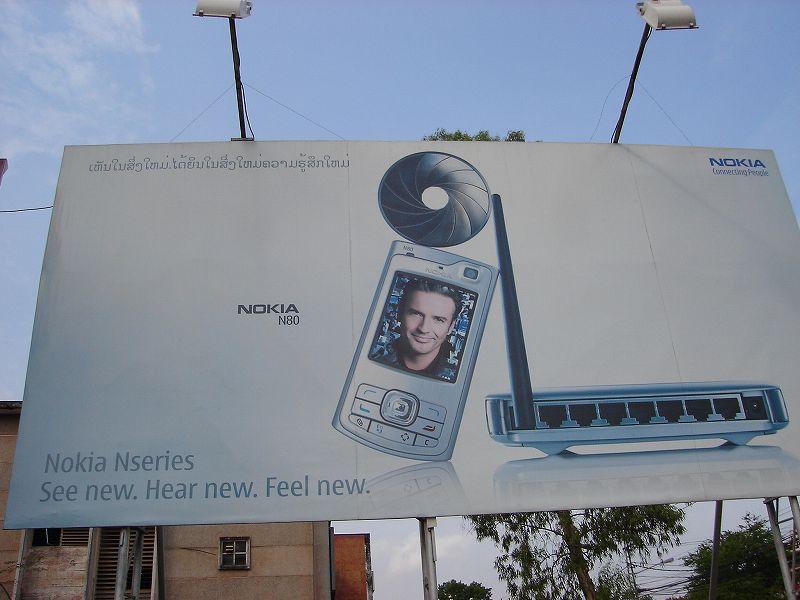 ເຫັນໃນສິ່ງໃຫມ່.ໄດ້ຍິນໃນສິ່ງໃຫມ່ຄວາມຮູ້ສຶກໃຫມ່
NOKIA
Connecting People
NOKIA
N80
N80
NOKIA
Nokia Nseries
See new. Hear new. Feel new.